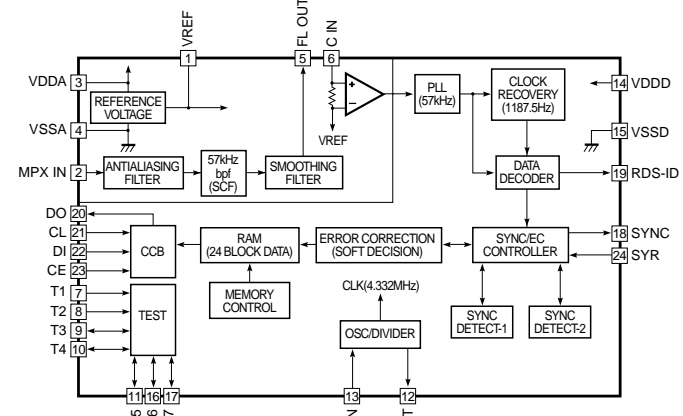 VREF
FL OUT
C IN
1
5
6
VDDA 3
REFERENCE
VOLTAGE
VSSA 4
+
−
VREF
PLL
(57kHz)
CLOCK
RECOVERY
(1187.5Hz)
14 VDDD
15 VSSD
MPX IN 2
ANTIALIASING
FILTER
57kHz
bpf
(SCF)
SMOOTHING
FILTER
DATA
DECODER
19 RDS-ID
DO 20
CL 21
DI 22
CE 23
CCB
RAM
(24 BLOCK DATA)
ERROR CORRECTION
(SOFT DECISION)
SYNC/EC
CONTROLLER
18 SYNC
24 SYR
T1 7
T2 8
T3 9
T4 10
TEST
MEMORY
CONTROL
CLK(4.332MHz)
OSC/DIVIDER
SYNC
DETECT-1
SYNC
DETECT-2
11
16
17
13
12
5
6
7
N
T